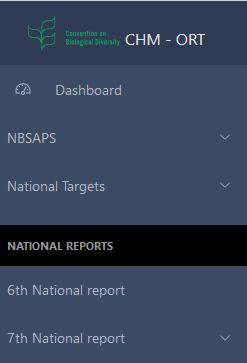 Convention on
Biological Diversity CHM - ORT
Dashboard
NBSAPS
National Targets
NATIONAL REPORTS
6th National report
7th National report